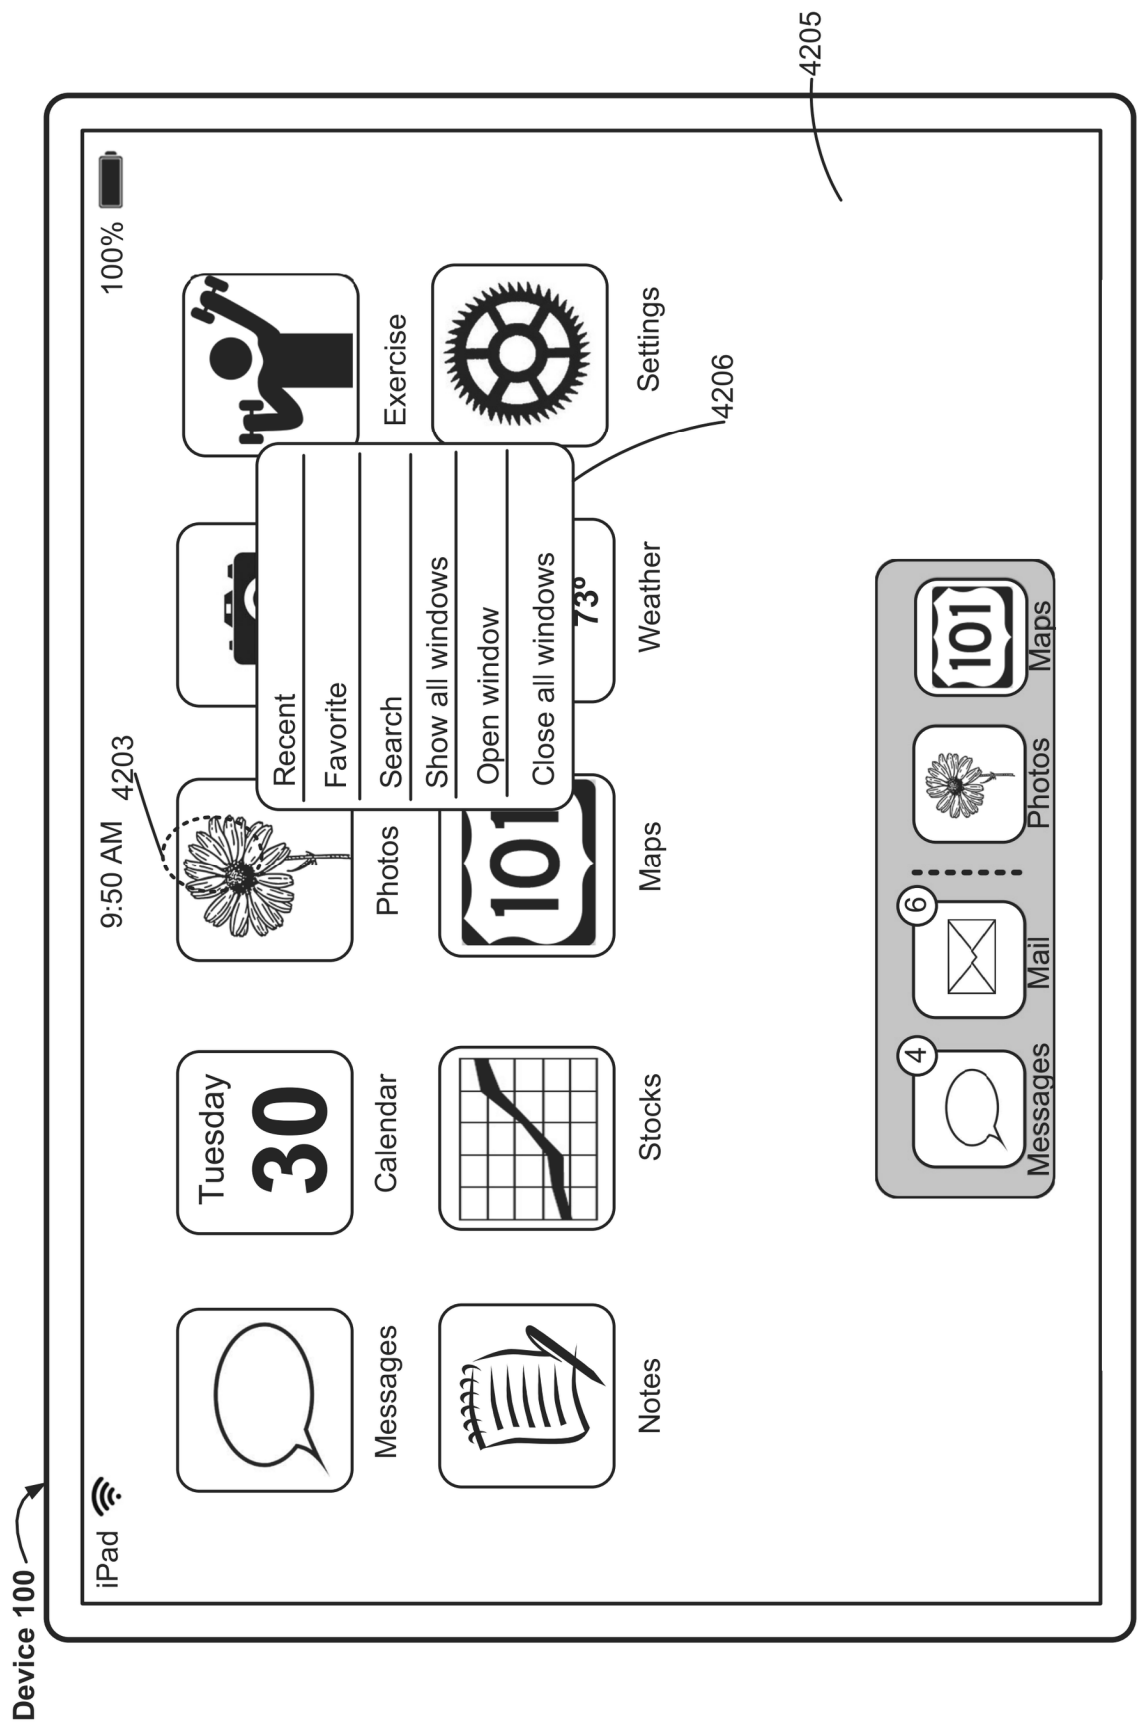 Device 100
iPad
9:50 AM
100%
4203
Tuesday
30
Messages
Calendar
Photos
Exercise
Recent
Favorite
Search
Show all windows
Open window
Close all windows
4206
101
73º
Notes
Stocks
Maps
Weather
Settings
4205
4
6
101
Messages
Mail
Photos
Maps